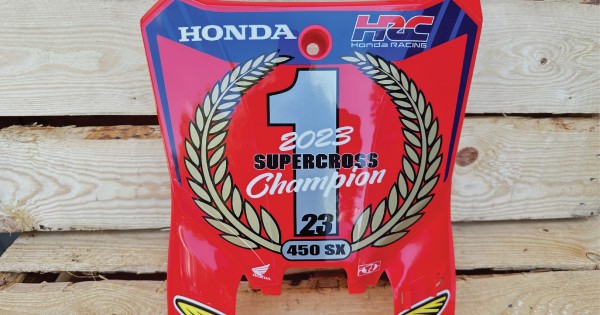 HONDA
HRC
Honda RACING
1
2023
SUPERCROSS
Champion
23
450 SX